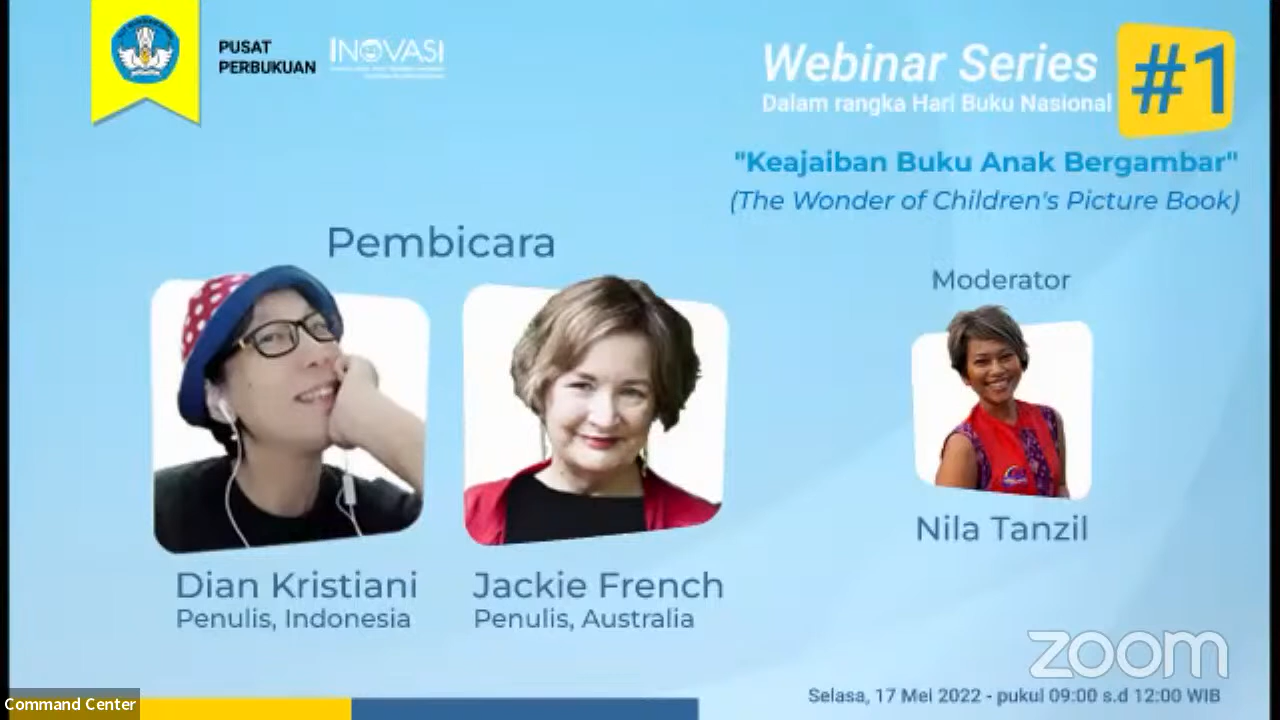 PUSAT
PERBUKUAN
INOVASI
Webinar Series
#1
Dalam rangka Hari Buku Nasional
"Keajaiban Buku Anak Bergambar"
(The Wonder of Children's Picture Book)
Pembicara
Moderator
Dian Kristiani
Penulis, Indonesia
Jackie French
Penulis, Australia
Nila Tanzil
zoom
Selasa, 17 Mei 2022 - pukul 09:00 s.d 12:00 WIB
Command Center